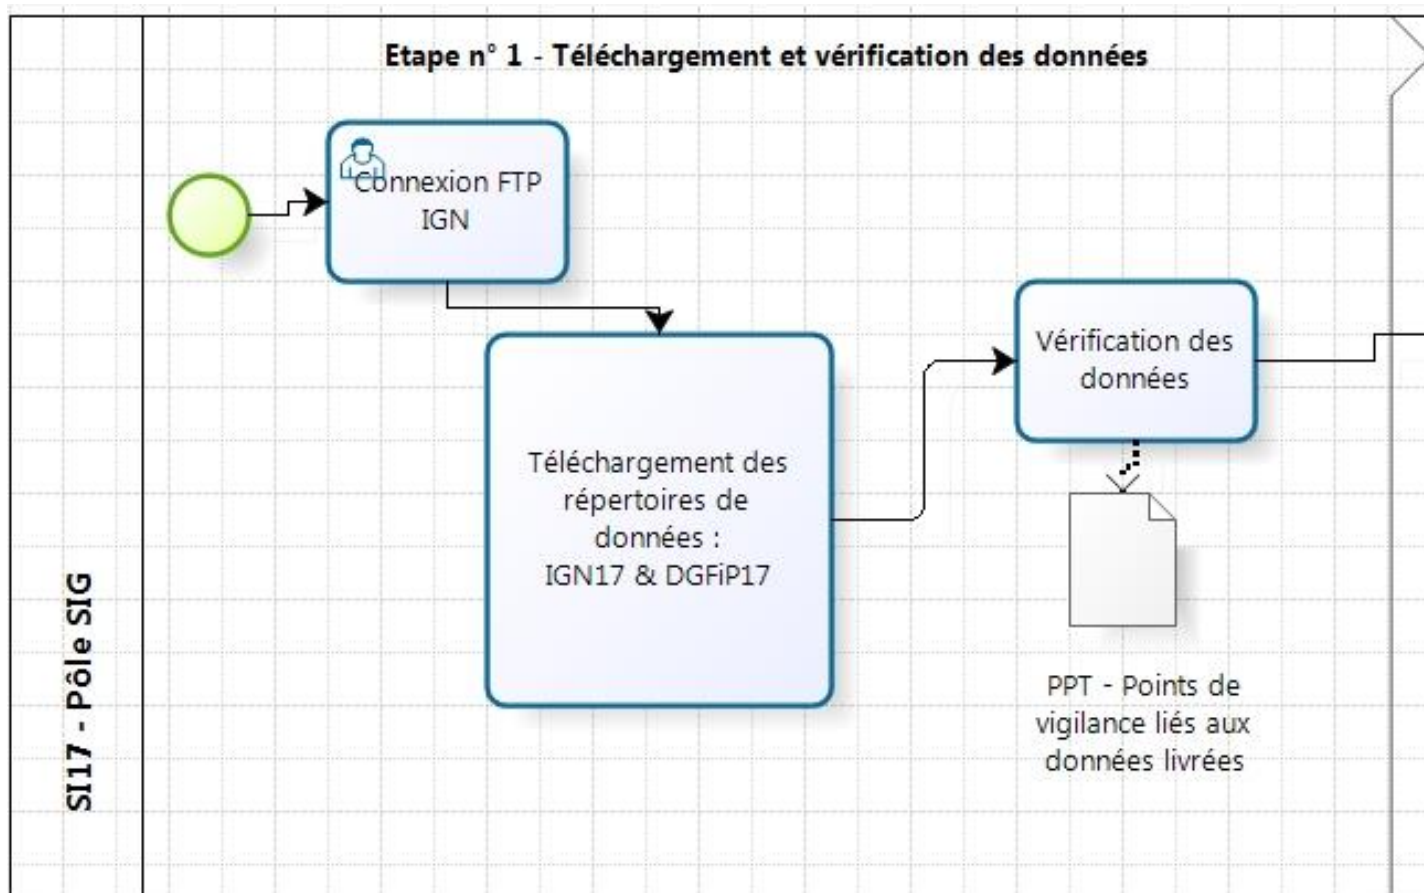 Etape n° 1 - Téléchargement et vérification des données
Connexion FTP
IGN
Vérification des
données
Téléchargement des
répertoires de
données :
IGN17 & DGFiP17
PPT - Points de
vigilance liés aux
données livrées
SI17 - Pôle SIG